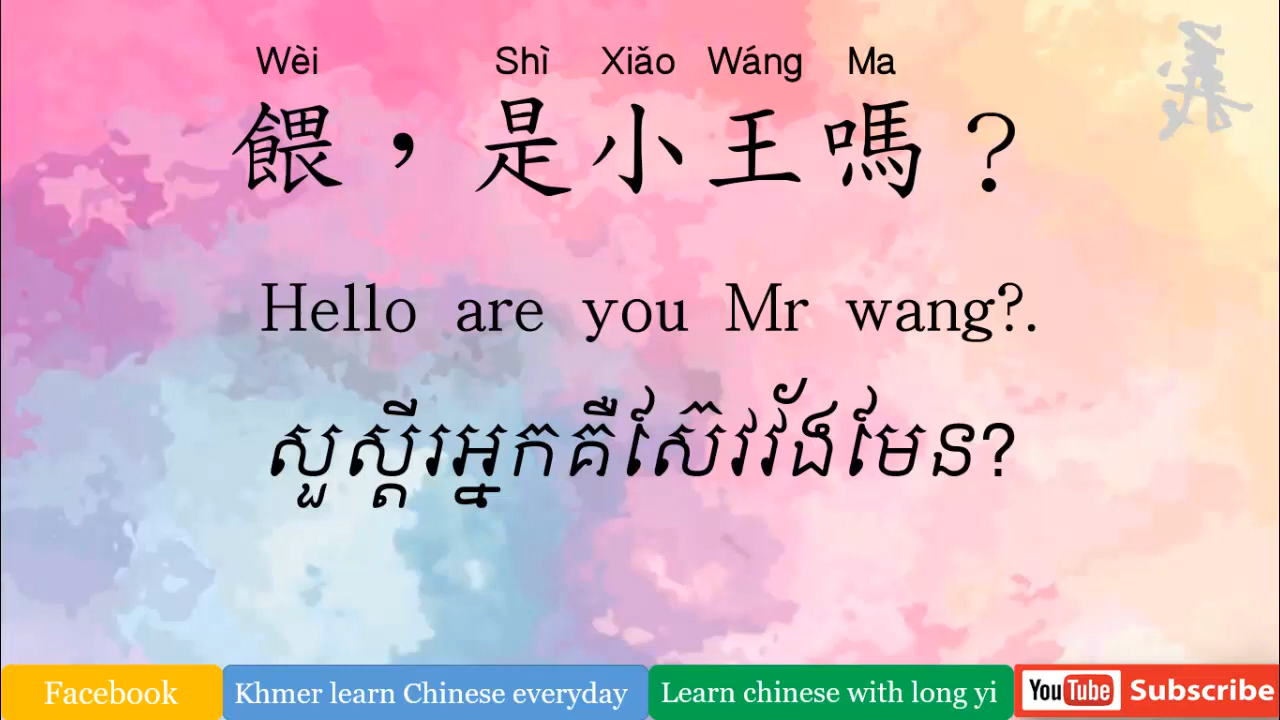 Wèi Shì Xiǎo Wáng Ma
餵，是小王嗎？
Hello are you Mr wang?.
សួស្តីរអ្នកគឺស៊ែវវ័ងមែន?
Facebook
Khmer learn Chinese everyday
Learn chinese with long yi
YouTube Subscribe